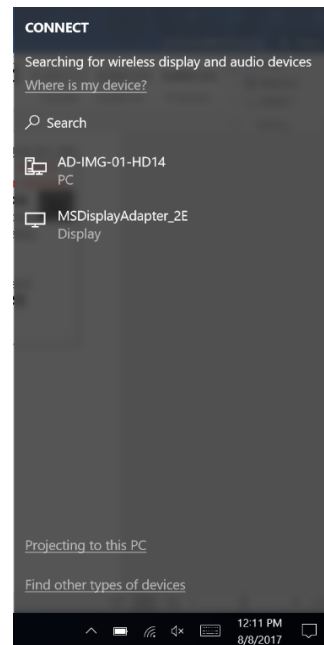 CONNECT
Searching for wireless display and audio devices
Where is my device?
Search
AD-IMG-01-HD14
PC
MSDisplayAdapter_2E
Display
Projecting to this PC
Find other types of devices
12:11 PM
8/8/2017